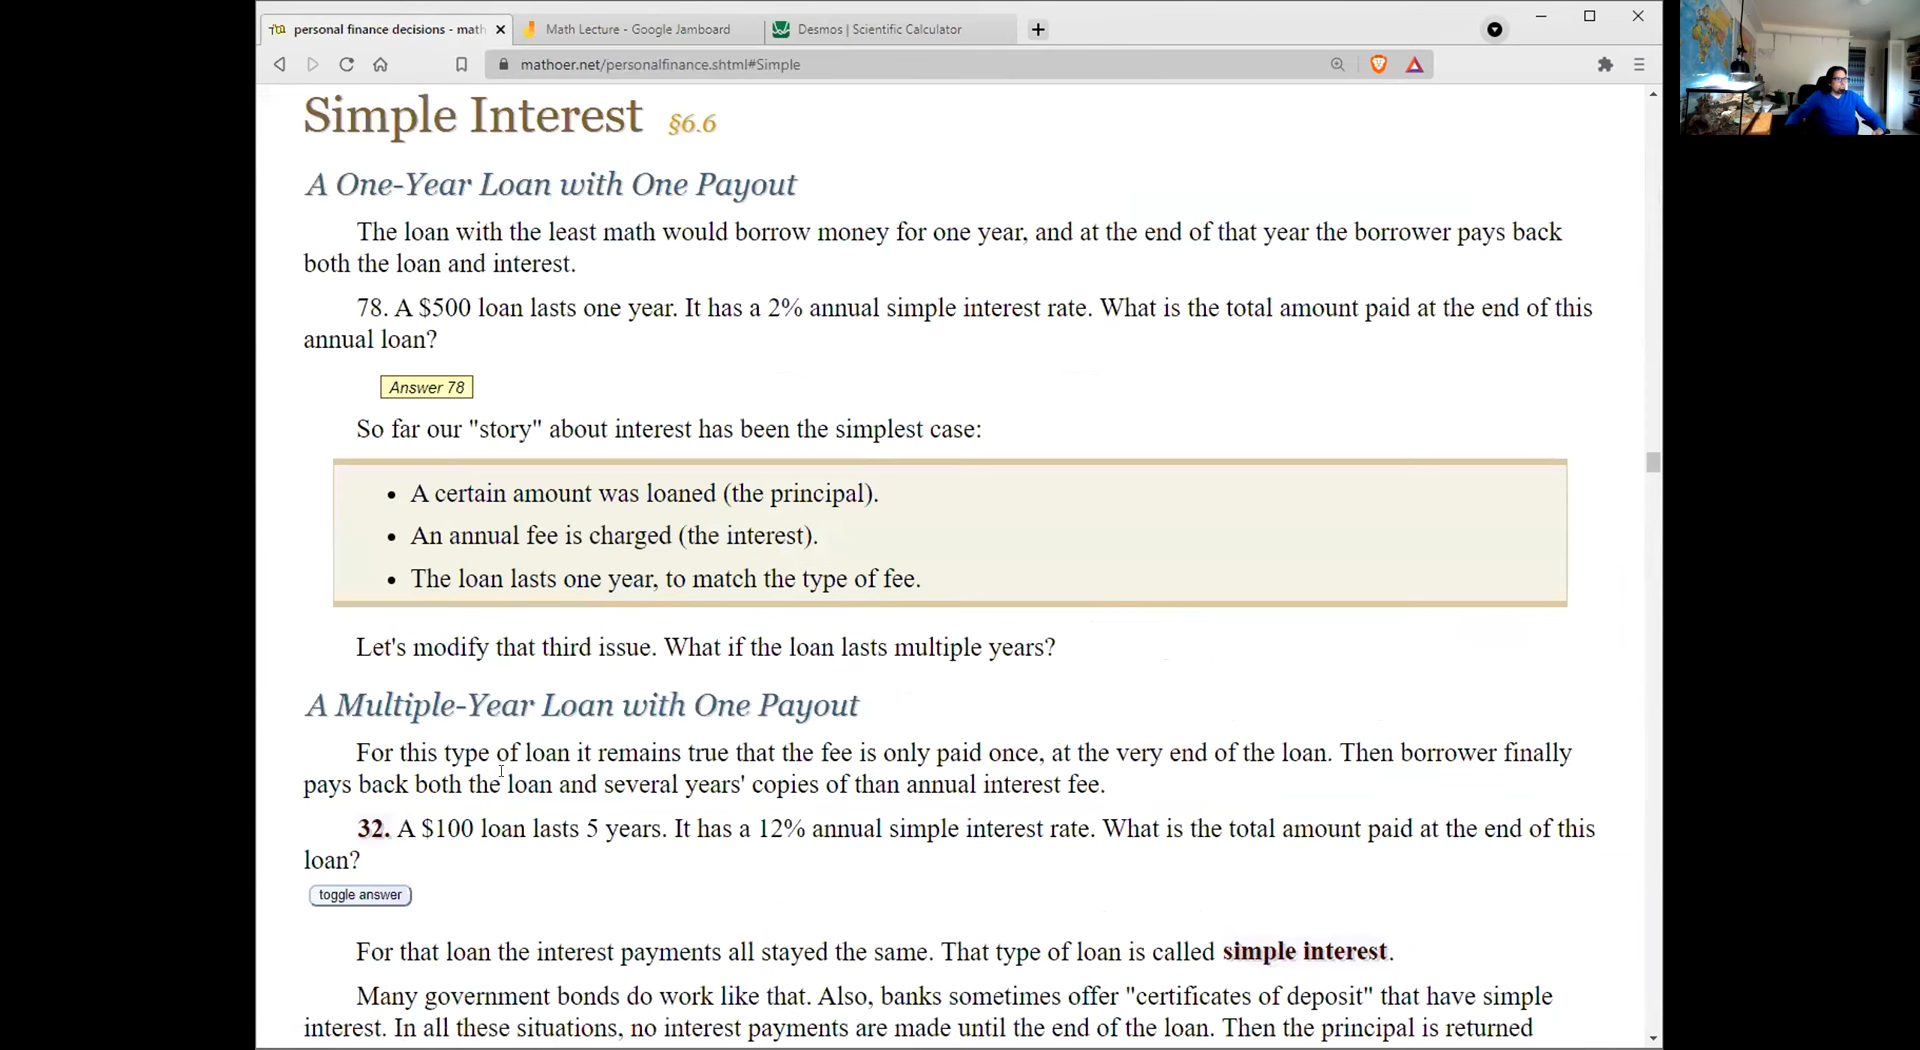 personal finance decisions - math
Math Lecture - Google Jamboard
Desmos | Scientific Calculator
mathoer.net/personalfinance.shtml#Simple
Simple Interest §6.6
A One-Year Loan with One Payout
The loan with the least math would borrow money for one year, and at the end of that year the borrower pays back
both the loan and interest.
78. A $500 loan lasts one year. It has a 2% annual simple interest rate. What is the total amount paid at the end of this
annual loan?
Answer 78
So far our "story" about interest has been the simplest case:
• A certain amount was loaned (the principal).
• An annual fee is charged (the interest).
• The loan lasts one year, to match the type of fee.
Let's modify that third issue. What if the loan lasts multiple years?
A Multiple-Year Loan with One Payout
For this type of loan it remains true that the fee is only paid once, at the very end of the loan. Then borrower finally
pays back both the loan and several years' copies of than annual interest fee.
32. A $100 loan lasts 5 years. It has a 12% annual simple interest rate. What is the total amount paid at the end of this
loan?
toggle answer
For that loan the interest payments all stayed the same. That type of loan is called simple interest.
Many government bonds do work like that. Also, banks sometimes offer "certificates of deposit" that have simple
interest. In all these situations, no interest payments are made until the end of the loan. Then the principal is returned